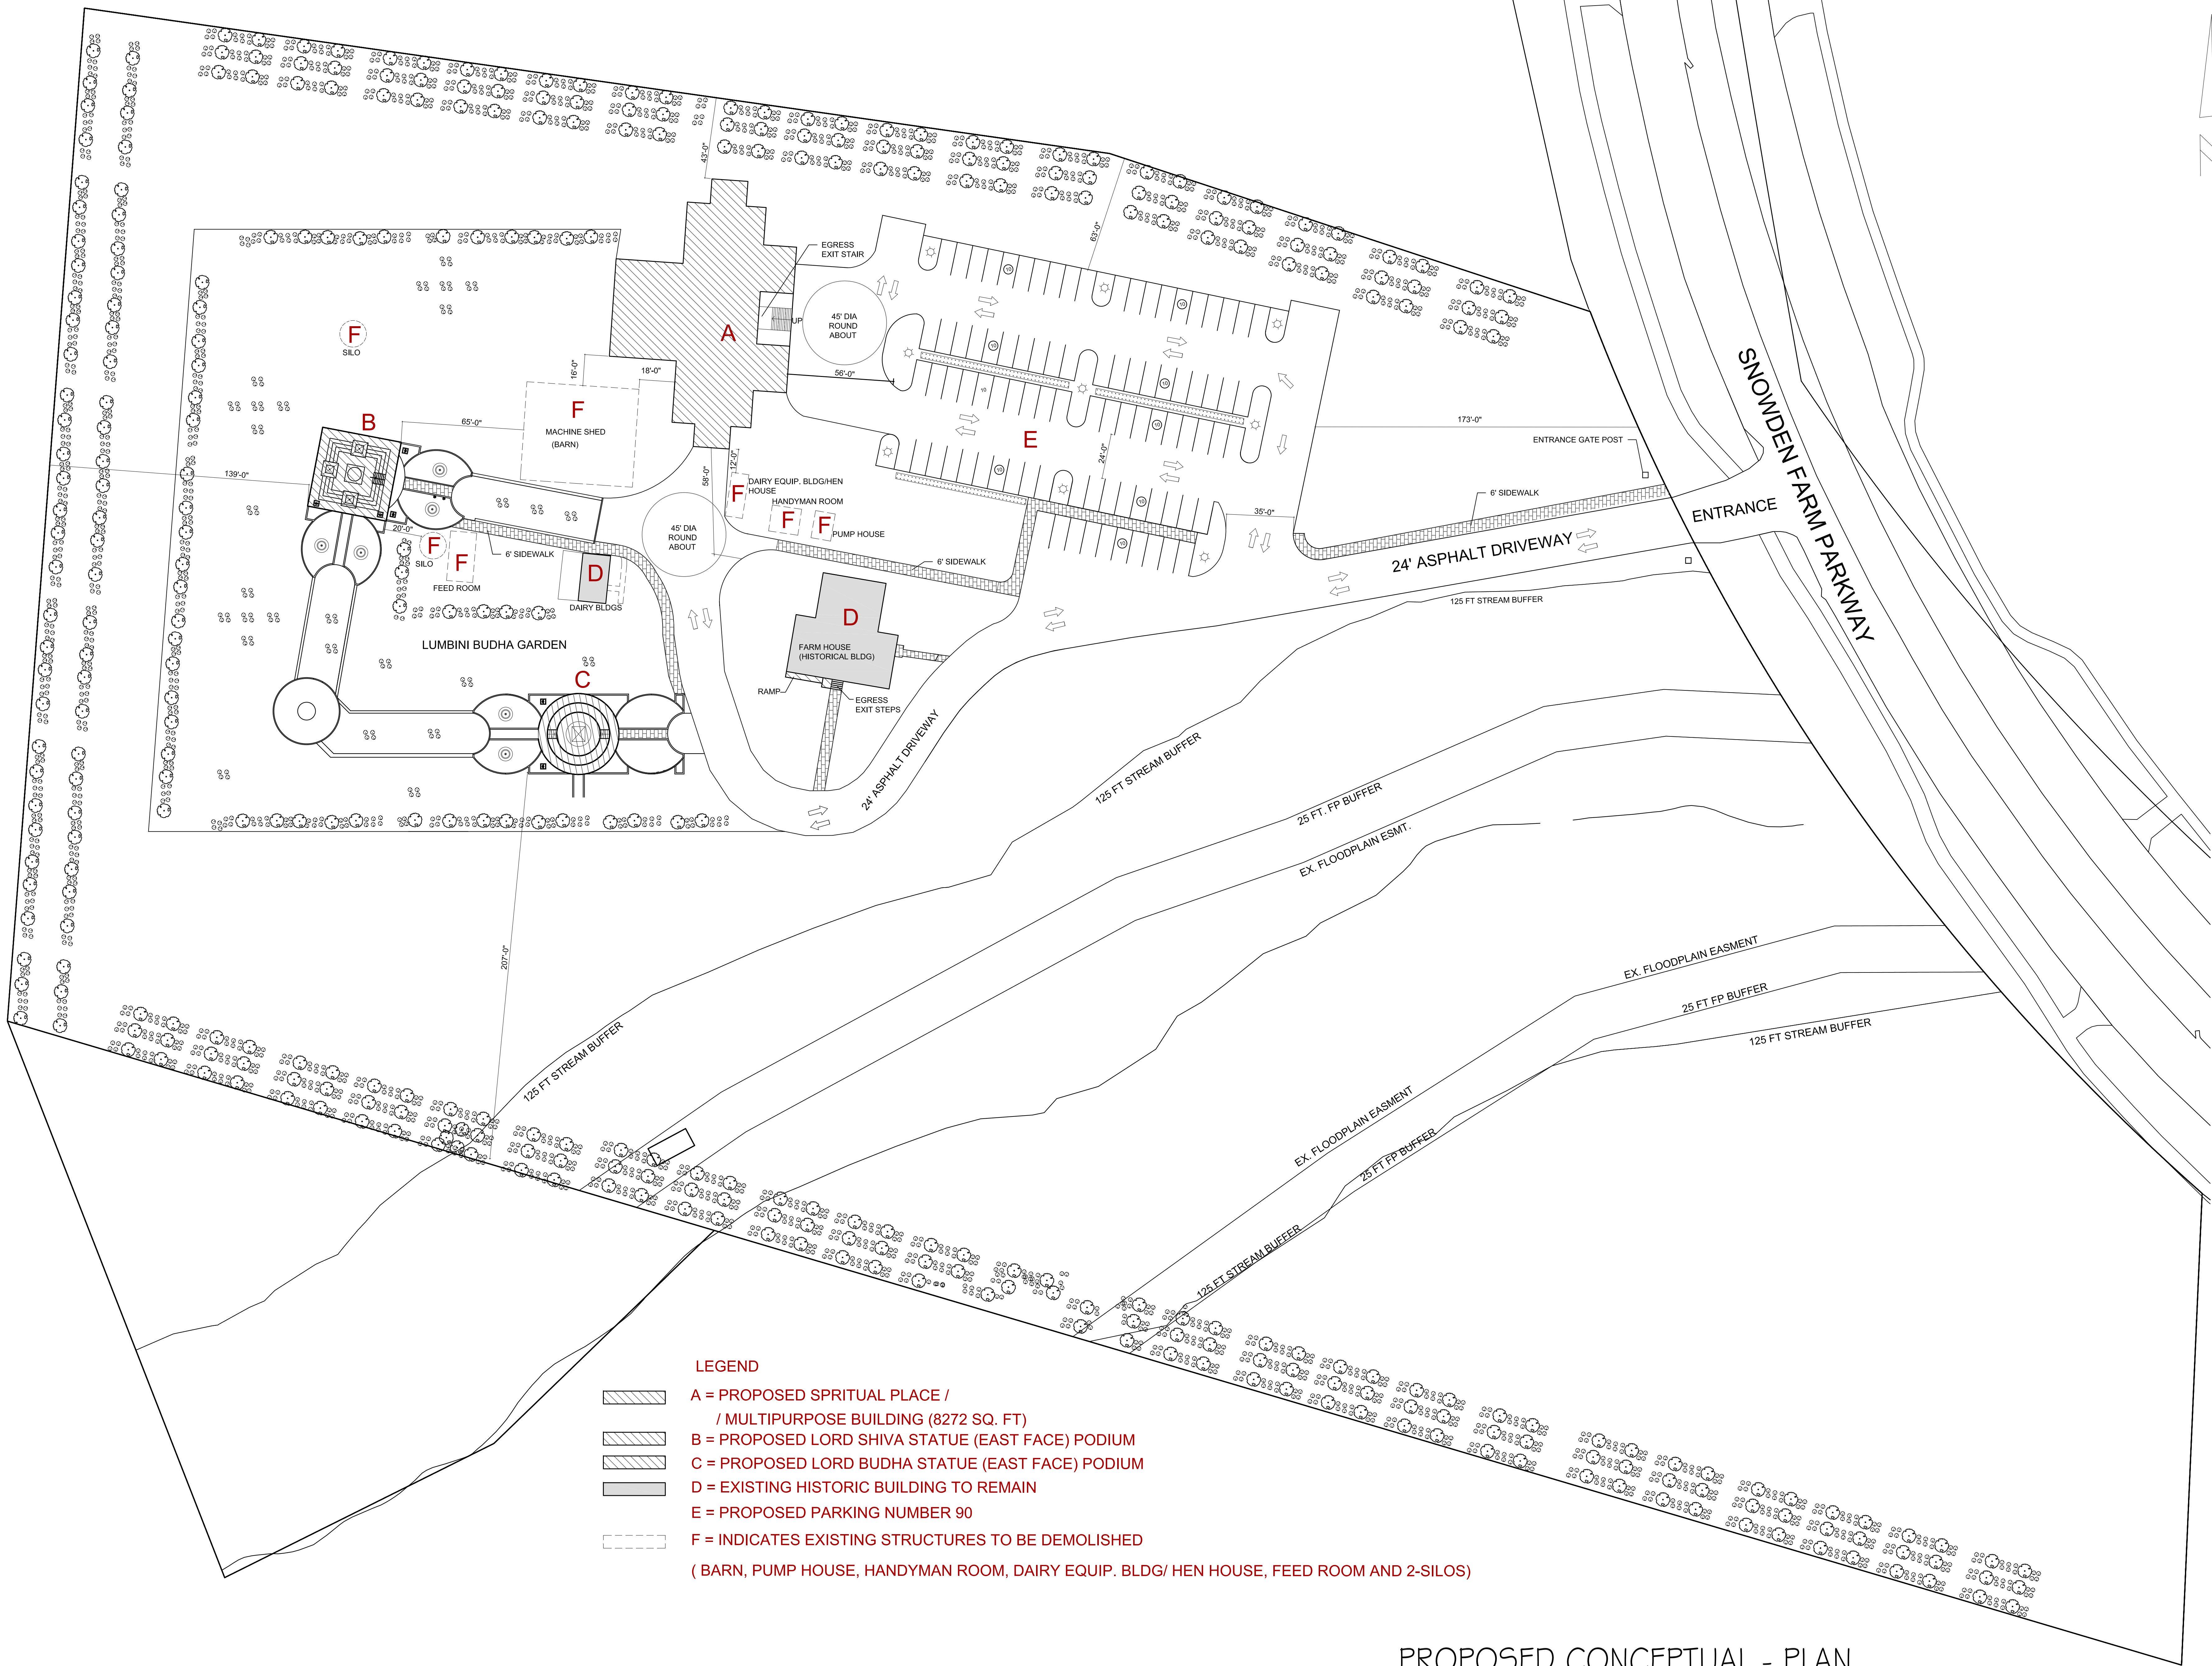 43'-0"
63'-0"
EGRESS
EXIT STAIR
UP
45' DIA
ROUND
ABOUT
A
F
SILO
16'-0"
18'-0"
56'-0"
F
MACHINE SHED
(BARN)
65'-0"
B
139'-0"
20'-0"
F
SILO
F
FEED ROOM
6' SIDEWALK
D
DAIRY BLDGS
45' DIA
ROUND
ABOUT
58'-0"
12'-0"
F
DAIRY EQUIP. BLDG/HEN
HOUSE
HANDYMAN ROOM
F
F
PUMP HOUSE
6' SIDEWALK
E
24'-0"
10
10
10
10
10
10
10
10
10
35'-0"
173'-0"
ENTRANCE GATE POST
6' SIDEWALK
ENTRANCE
24' ASPHALT DRIVEWAY
SNOWDEN FARM PARKWAY
125 FT STREAM BUFFER
LUMBINI BUDHA GARDEN
C
D
FARM HOUSE
(HISTORICAL BLDG)
RAMP
EGRESS
EXIT STEPS
24' ASPHALT DRIVEWAY
125 FT STREAM BUFFER
25 FT. FP BUFFER
EX. FLOODPLAIN ESMT.
207'-0"
125 FT STREAM BUFFER
EX. FLOODPLAIN EASMENT
25 FT FP BUFFER
125 FT STREAM BUFFER
EX. FLOODPLAIN EASMENT
25 FT FP BUFFER
125 FT STREAM BUFFER
LEGEND
A = PROPOSED SPRITUAL PLACE /
/ MULTIPURPOSE BUILDING (8272 SQ. FT)
B = PROPOSED LORD SHIVA STATUE (EAST FACE) PODIUM
C = PROPOSED LORD BUDHA STATUE (EAST FACE) PODIUM
D = EXISTING HISTORIC BUILDING TO REMAIN
E = PROPOSED PARKING NUMBER 90
F = INDICATES EXISTING STRUCTURES TO BE DEMOLISHED
( BARN, PUMP HOUSE, HANDYMAN ROOM, DAIRY EQUIP. BLDG/ HEN HOUSE, FEED ROOM AND 2-SILOS)
PROPOSED CONCEPTUAL - PLAN